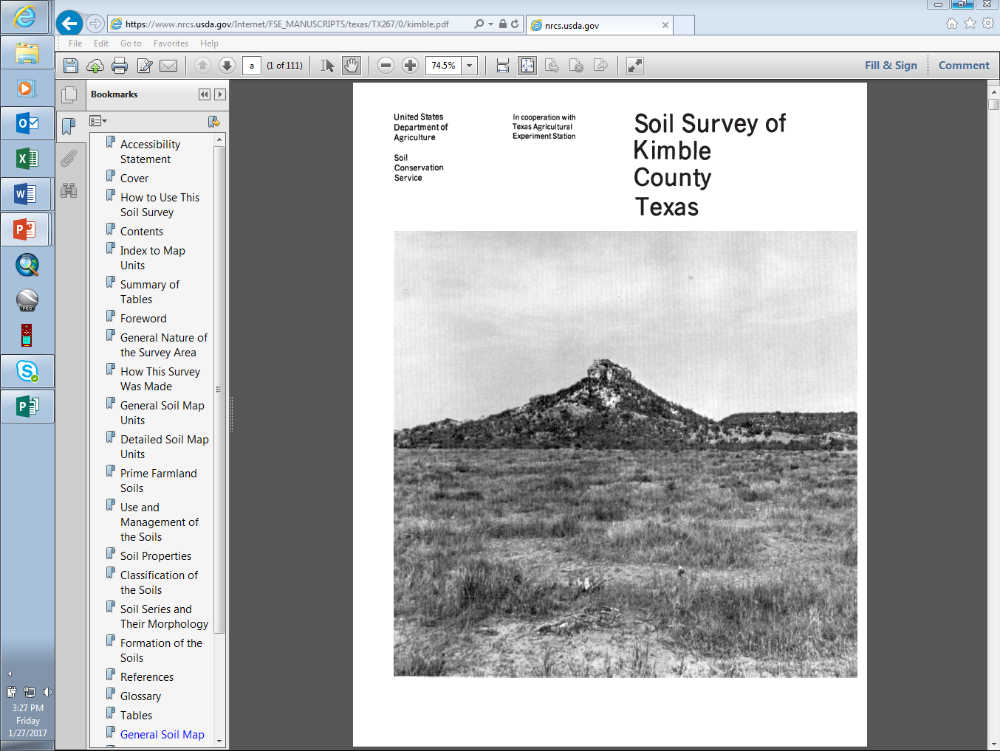 https://www.nrcs.usda.gov/Internet/FSE_MANUSCRIPTS/texas/TX267/0/kimble.pdf
nrcs.usda.gov
File Edit Go to Favorites Help
a (1 of 111) 74.5% Fill & Sign Comment
Bookmarks
Accessibility
Statement
Cover
How to Use This
Soil Survey
Contents
Index to Map
Units
Summary of
Tables
Foreword
General Nature of
the Survey Area
How This Survey
Was Made
General Soil Map
Units
Detailed Soil Map
Units
Prime Farmland
Soils
Use and
Management of
the Soils
Soil Properties
Classification of
the Soils
Soil Series and
Their Morphology
Formation of the
Soils
References
Glossary
Tables
General Soil Map
United States
Department of
Agriculture
Soil
Conservation
Service
In cooperation with
Texas Agricultural
Experiment Station
Soil Survey of
Kimble
County
Texas
PRO
3:27 PM
Friday
1/27/2017